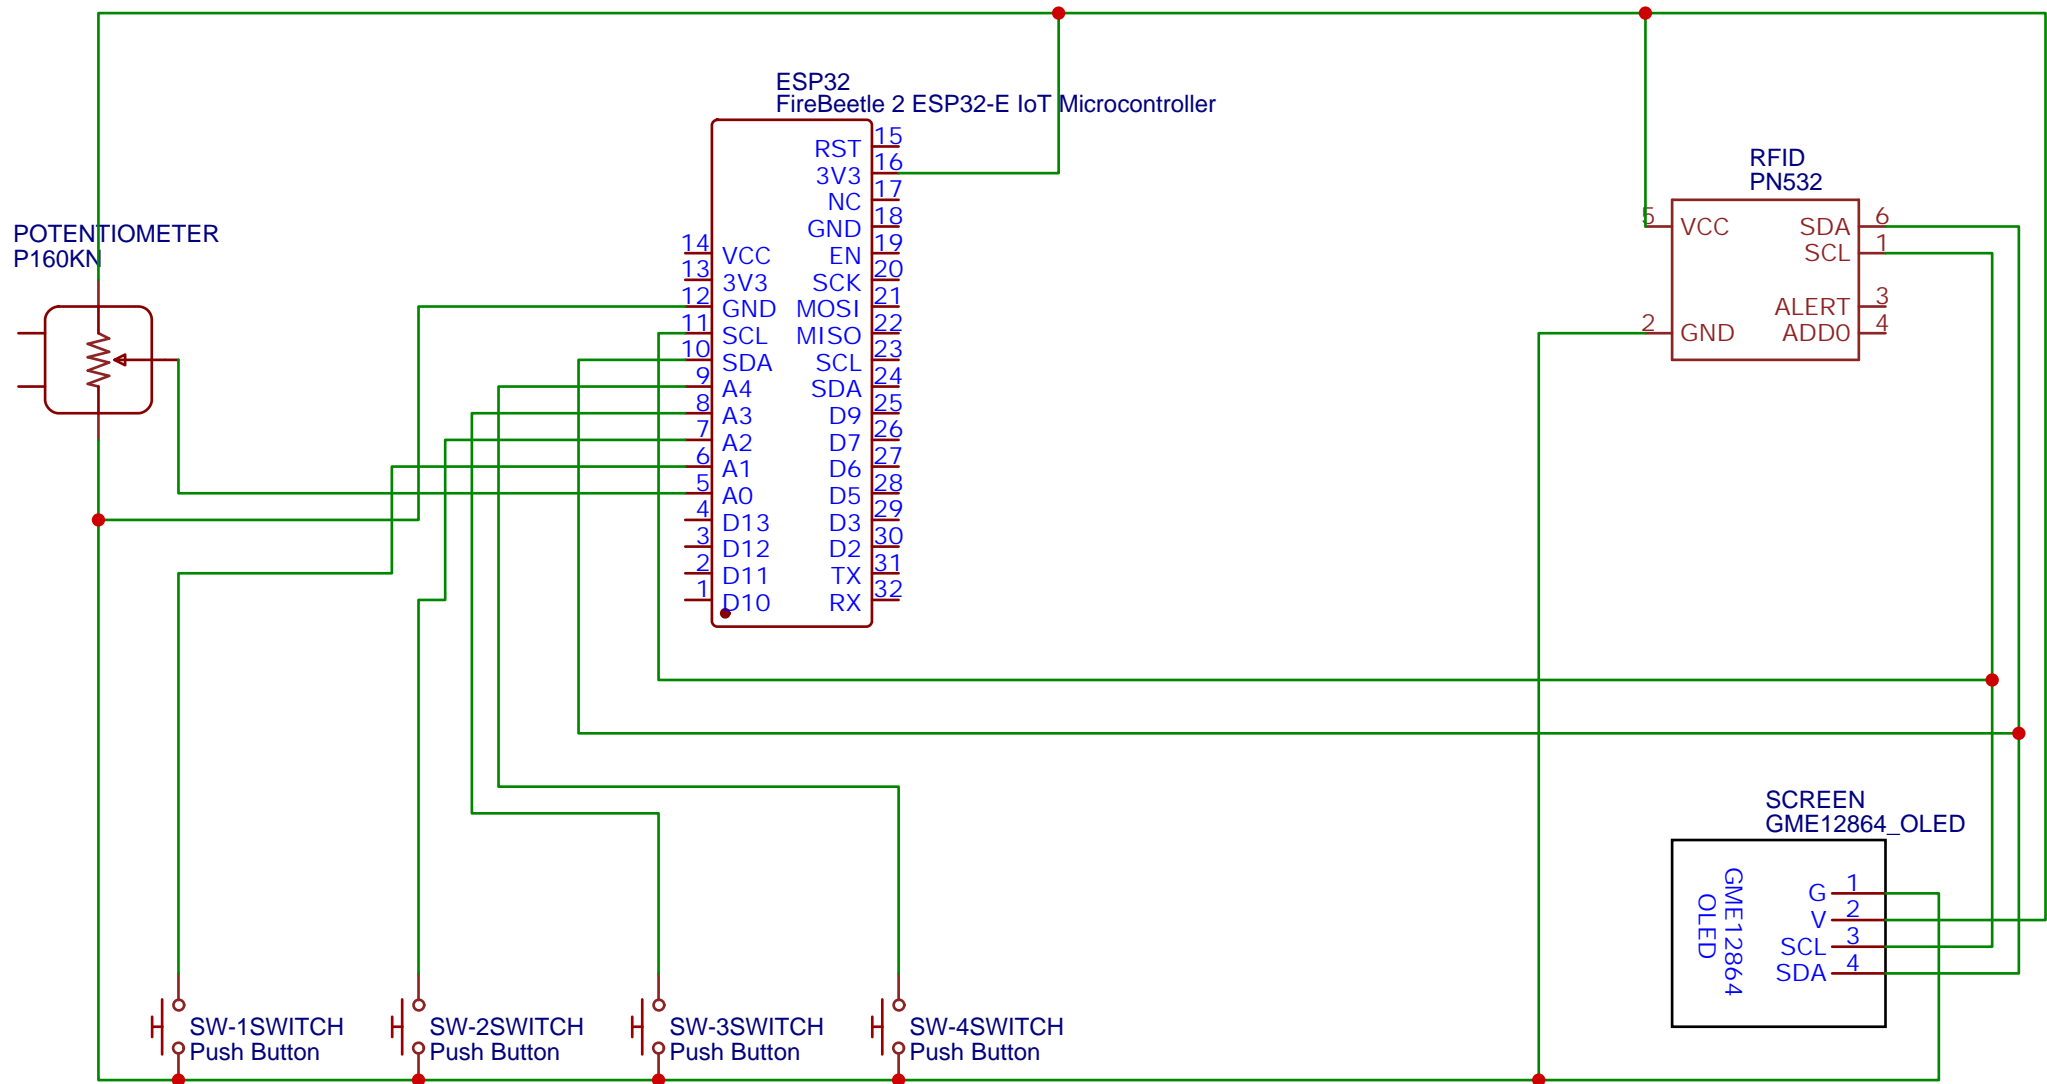 ESP32
FireBeetle 2 ESP32-E IoT Microcontroller
15
RST
16
3V3
17
NC
18
GND
14
19
VCC
EN
13
20
3V3
SCK
12
21
GND
MOSI
11
22
SCL
MISO
10
23
SDA
SCL
9
24
A4
SDA
8
25
A3
D9
7
26
A2
D7
6
27
A1
D6
5
28
A0
D5
4
29
D13
D3
3
30
D12
D2
2
31
D11
TX
1
32
D10
RX
POTENTIOMETER
P160KN
RFID
PN532
5
VCC
SDA
6
SCL
1
ALERT
3
2
GND
ADD0
4
SCREEN
GME12864_OLED
GME12864
OLED
G
1
V
2
SCL
3
SDA
4
SW-1SWITCH
Push Button
SW-2SWITCH
Push Button
SW-3SWITCH
Push Button
SW-4SWITCH
Push Button